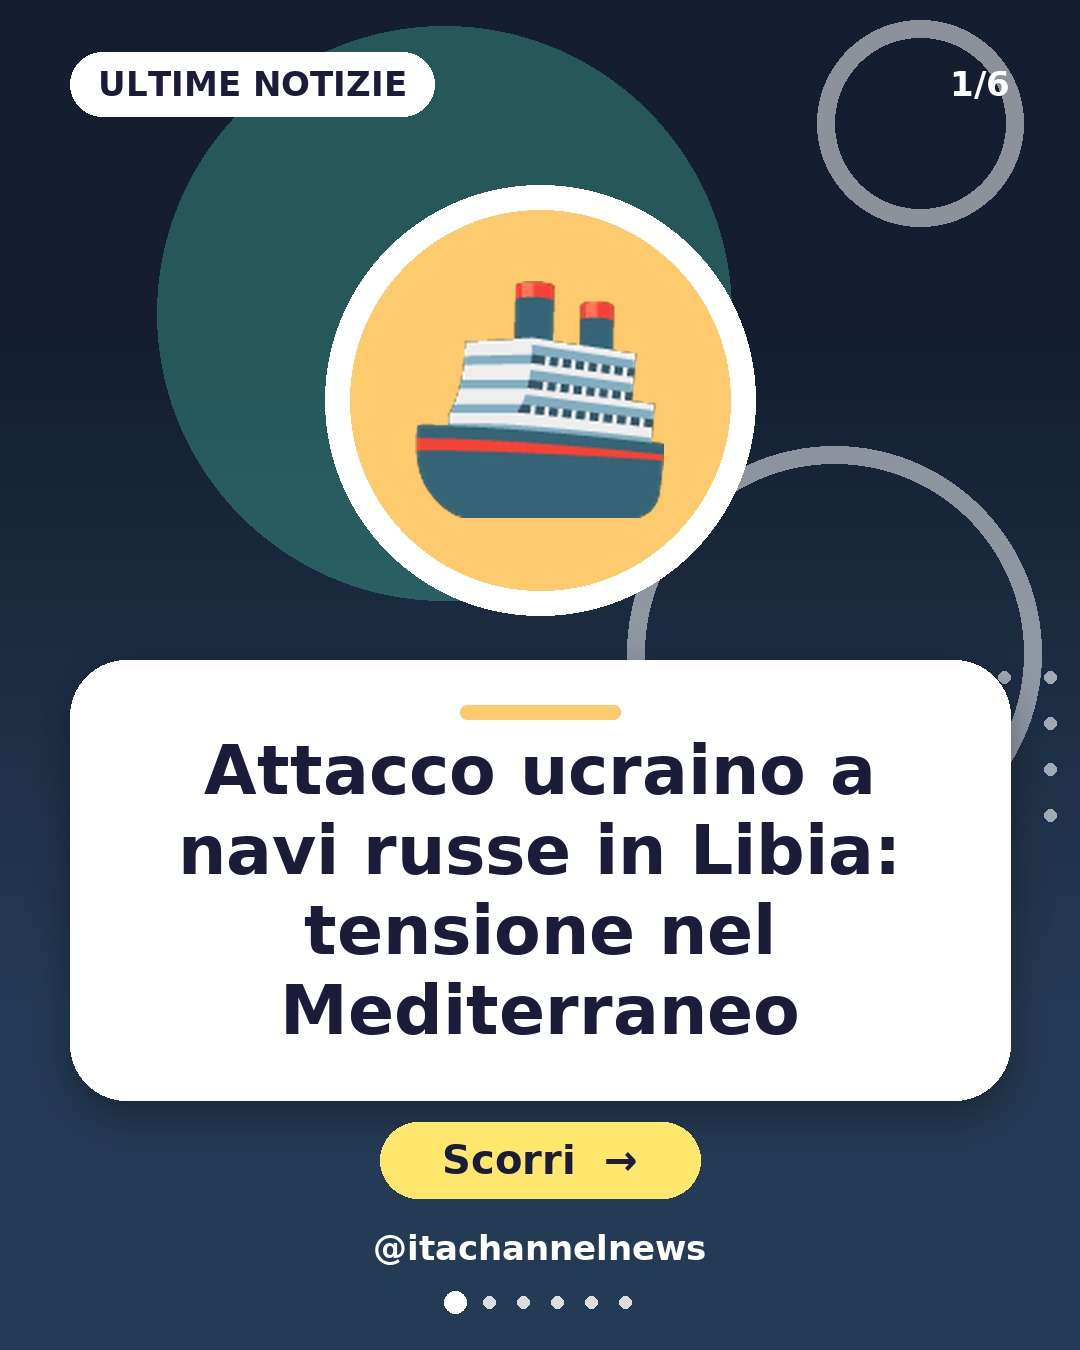 ULTIME NOTIZIE
1/6
Attacco ucraino a
navi russe in Libia:
tensione nel
Mediterraneo
Scorri →
@itachannelnews